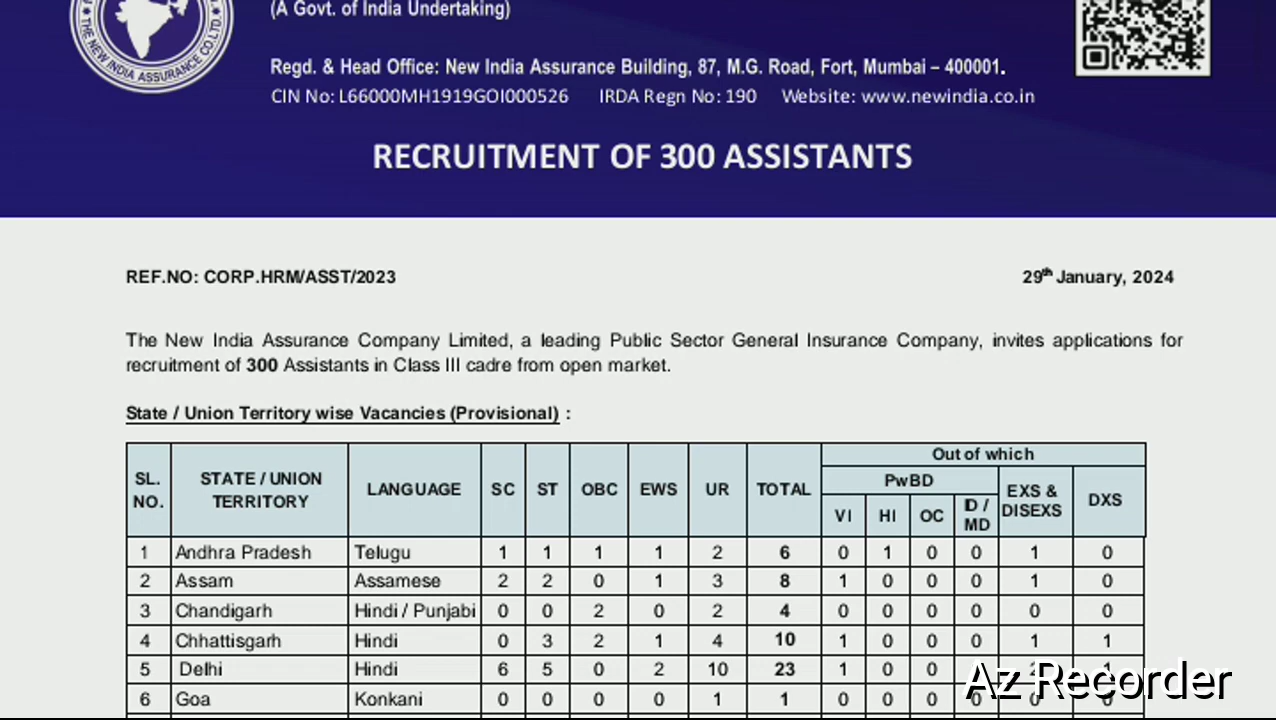 (A Govt. of India Undertaking)
THE NEW INDIA ASSURANCE CO.LTD.
Regd. & Head Office: New India Assurance Building, 87, M.G. Road, Fort, Mumbai – 400001.
CIN No: L66000MH1919GOI000526 IRDA Regn No: 190 Website: www.newindia.co.in
RECRUITMENT OF 300 ASSISTANTS
REF.NO: CORP.HRM/ASST/2023 29th January, 2024
The New India Assurance Company Limited, a leading Public Sector General Insurance Company, invites applications for
recruitment of 300 Assistants in Class III cadre from open market.
State / Union Territory wise Vacancies (Provisional) :
SL. NO. STATE / UNION TERRITORY LANGUAGE SC ST OBC EWS UR TOTAL Out of which
PwBD EXS & DISEXS DXS
VI HI OC ID / MD
1 Andhra Pradesh Telugu 1 1 1 1 2 6 0 1 0 0 1 0
2 Assam Assamese 2 2 0 1 3 8 1 0 0 0 1 0
3 Chandigarh Hindi / Punjabi 0 0 2 0 2 4 0 0 0 0 0 0
4 Chhattisgarh Hindi 0 3 2 1 4 10 1 0 0 0 1 1
5 Delhi Hindi 6 5 0 2 10 23 1 0 0
6 Goa Konkani 0 0 0 0 1 1 0 0 0 0 0 0
Az Recorder